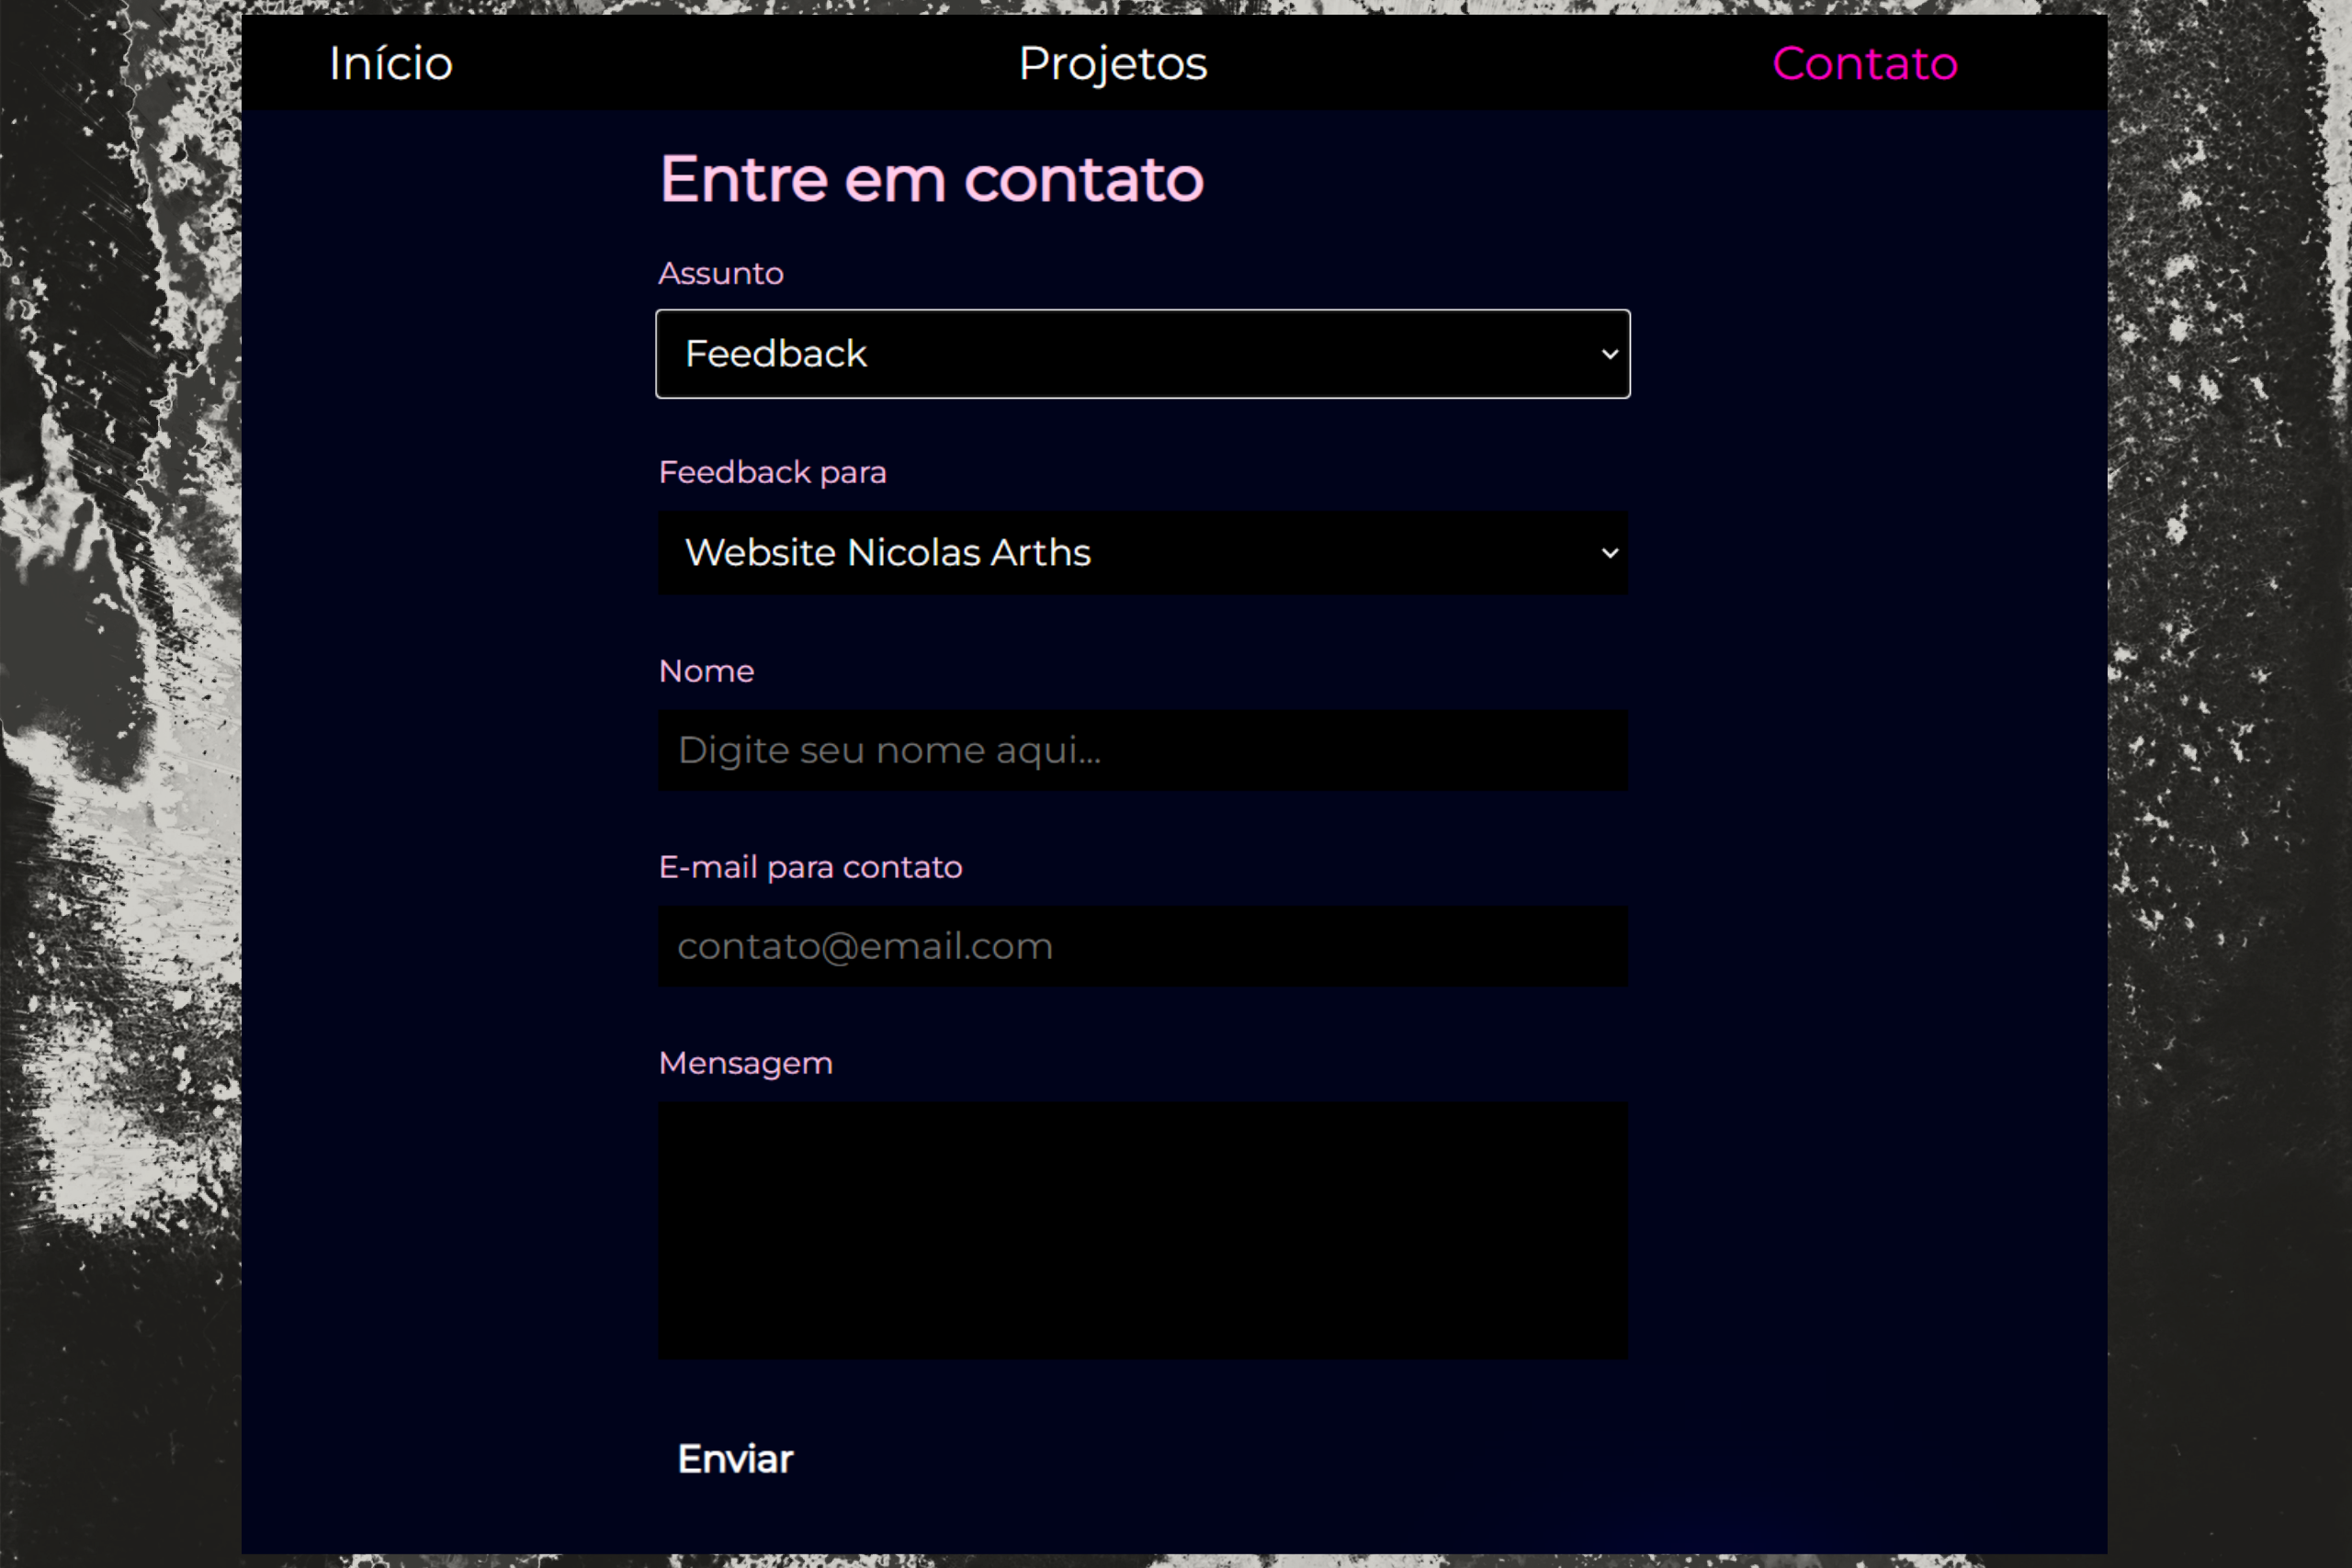 Início
Projetos
Contato
Entre em contato
Assunto
Feedback
Feedback para
Website Nicolas Arths
Nome
Digite seu nome aqui...
E-mail para contato
contato@email.com
Mensagem
Enviar